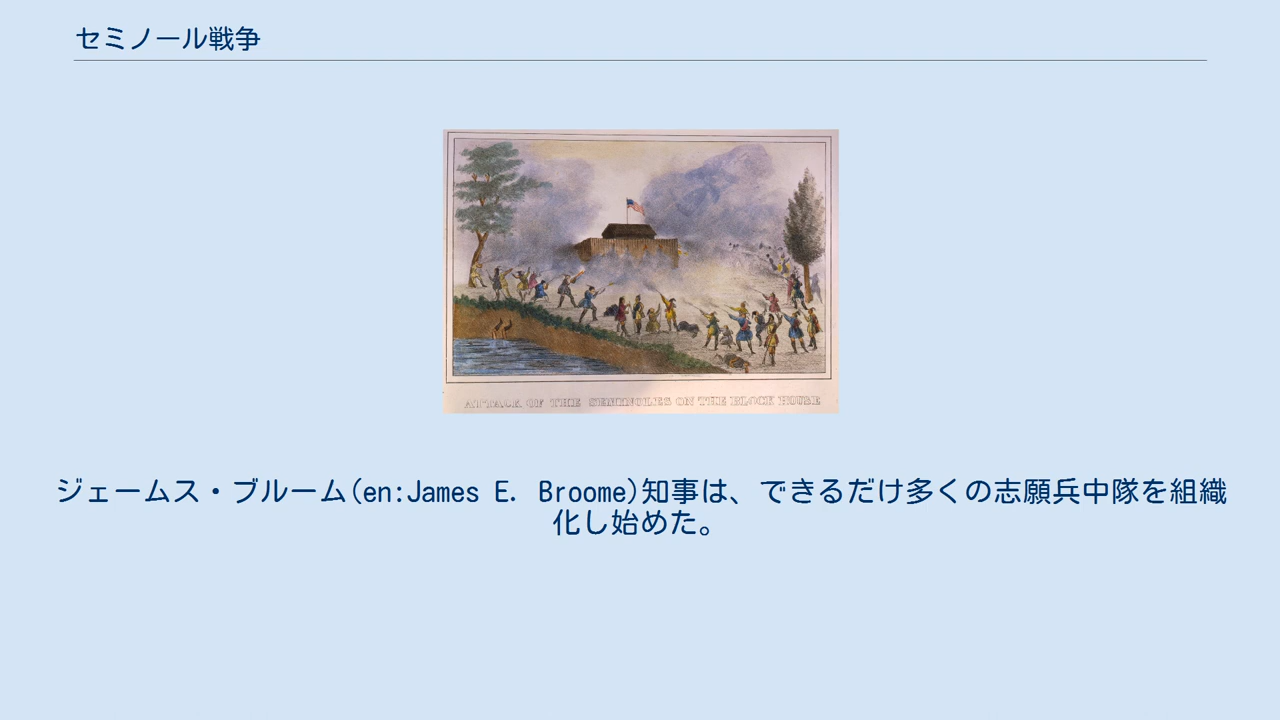 セミノール戦争
ATTACK OF THE SEMINOLES ON THE BLOCK HOUSE
ジェームス・ブルーム(en:James E. Broome)知事は、できるだけ多くの志願兵中隊を組織
化し始めた。